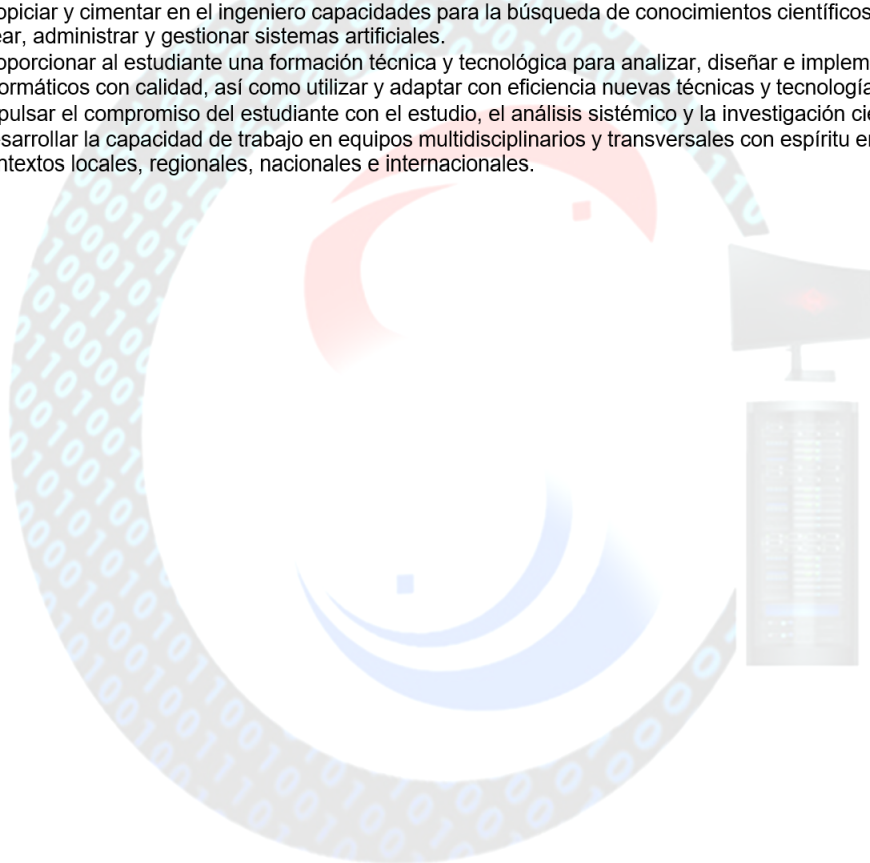 opiciar y cimentar en el ingeniero capacidades para la búsqueda de conocimientos científicos
ear, administrar y gestionar sistemas artificiales.
oporcionar al estudiante una formación técnica y tecnológica para analizar, diseñar e implem
ormáticos con calidad, así como utilizar y adaptar con eficiencia nuevas técnicas y tecnología
pulsar el compromiso del estudiante con el estudio, el análisis sistémico y la investigación cie
esarrollar la capacidad de trabajo en equipos multidisciplinarios y transversales con espíritu en
ntextos locales, regionales, nacionales e internacionales.